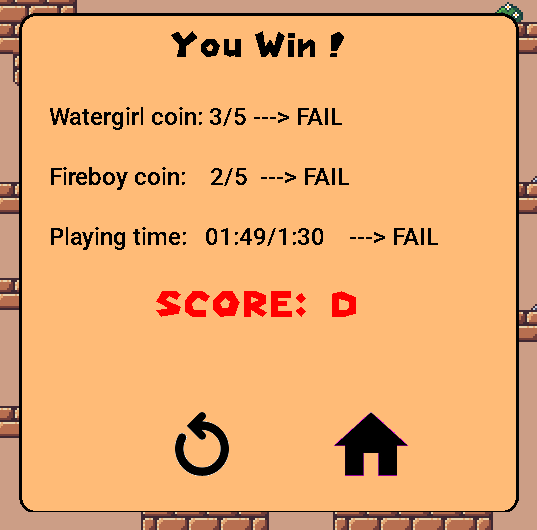 You Win !
Watergirl coin: 3/5 ---> FAIL
Fireboy coin: 2/5 ---> FAIL
Playing time: 01:49/1:30 ---> FAIL
SCORE: D